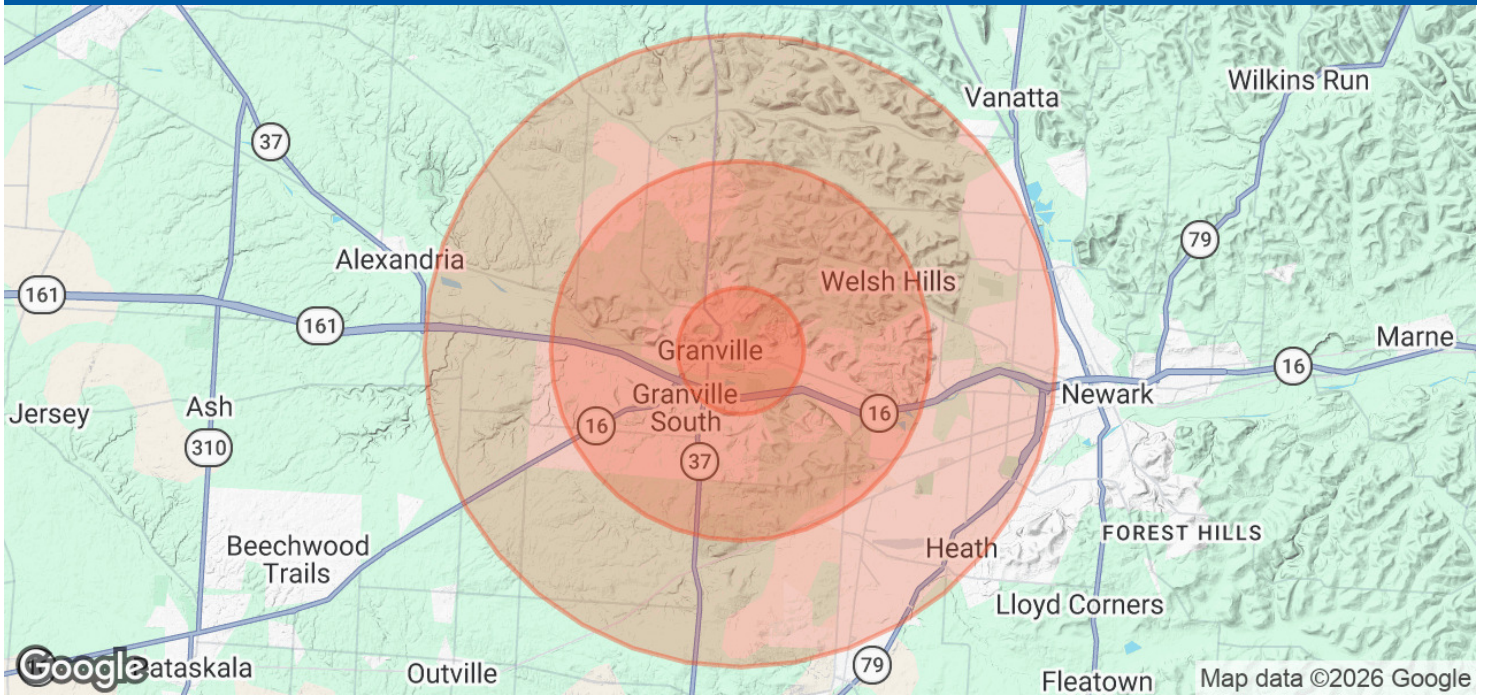 Vanatta
Wilkins Run
37
79
Alexandria
Welsh Hills
161
161
Granville
Marne
16
Granville
South
Newark
Jersey
Ash
16
16
310
37
FOREST HILLS
Beechwood
Trails
Heath
Lloyd Corners
Google
Pataskala
Outville
79
Fleatown
Map data ©2026 Google